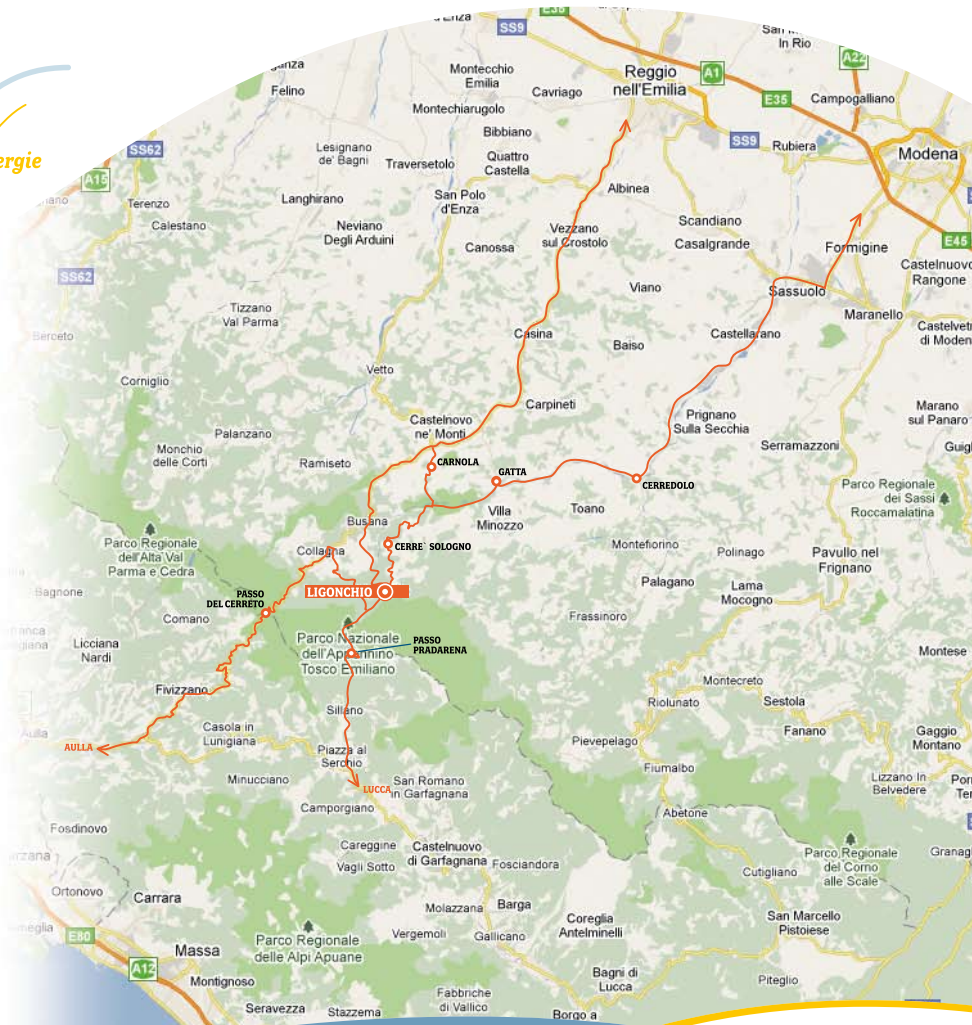 E35
SS9
San M
In Rio
A22
d'Enza
Reggio
nell'Emilia
A1
E35
Campogalliano
anza
Felino
Montecchio
Emilia
Cavriago
Montechiarugolo
Bibbiano
SS9
Rubiera
Modena
ergie
SS62
Lesignano
de' Bagni
Traversetolo
Quattro
Castella
A15
Albinea
Terenzo
Langhirano
San Polo
d'Enza
Scandiano
Calestano
Neviano
Degli Arduini
Vezzano
sul Crostolo
Casalgrande
Formigine
E45
Canossa
SS62
Castelnuovo
Rangone
Viano
Sassuolo
Tizzano
Val Parma
Maranello
Berceto
Casina
Castellarano
Castelvet
di Moden
Baiso
Vetto
Corniglio
Carpineti
Castelnovo
ne' Monti
Prignano
Sulla Secchia
Marano
sul Panaro
Palanzano
Monchio
delle Corti
Ramiseto
CARNOLA
Serramazzoni
Guigl
GATTA
CERREDOLO
Parco Regionale
dei Sassi
Roccamalatina
Villa
Minozzo
Toano
Busana
Parco Regionale
dell'Alta Val
Parma e Cedra
Collagna
CERRE` SOLOGNO
Montefiorino
Polinago
Pavullo nel
Frignano
Bagnone
PASSO
DEL CERRETO
LIGONCHIO
Palagano
Lama
Mocogno
Comano
Frassinoro
Licciana
Nardi
Parco Nazionale
dell'Appennino
Tosco Emiliano
PASSO
PRADARENA
Montese
Fivizzano
Montecreto
Sillano
Riolunato
Sestola
Aulla
AULLA
Casola in
Lunigiana
Piazza al
Serchio
Pievepelago
Fanano
Gaggio
Montano
Minucciano
LUCCA
San Romano
in Garfagnana
Fiumalbo
Lizzano In
Belvedere
Camporgiano
Abetone
Fosdinovo
Careggine
Castelnuovo
di Garfagnana
Vagli Sotto
Fosciandora
Parco Regionale
del Corno
alle Scale
Granag
arzana
Cutigliano
Ortonovo
Carrara
Molazzana
Barga
San Marcello
Pistoiese
Coreglia
Antelminelli
E80
Massa
Parco Regionale
delle Alpi Apuane
Vergemoli
Gallicano
A12
Montignoso
Bagni di
Lucca
Piteglio
Fabbriche
di Vallico
Seravezza
Stazzema
Borgo a